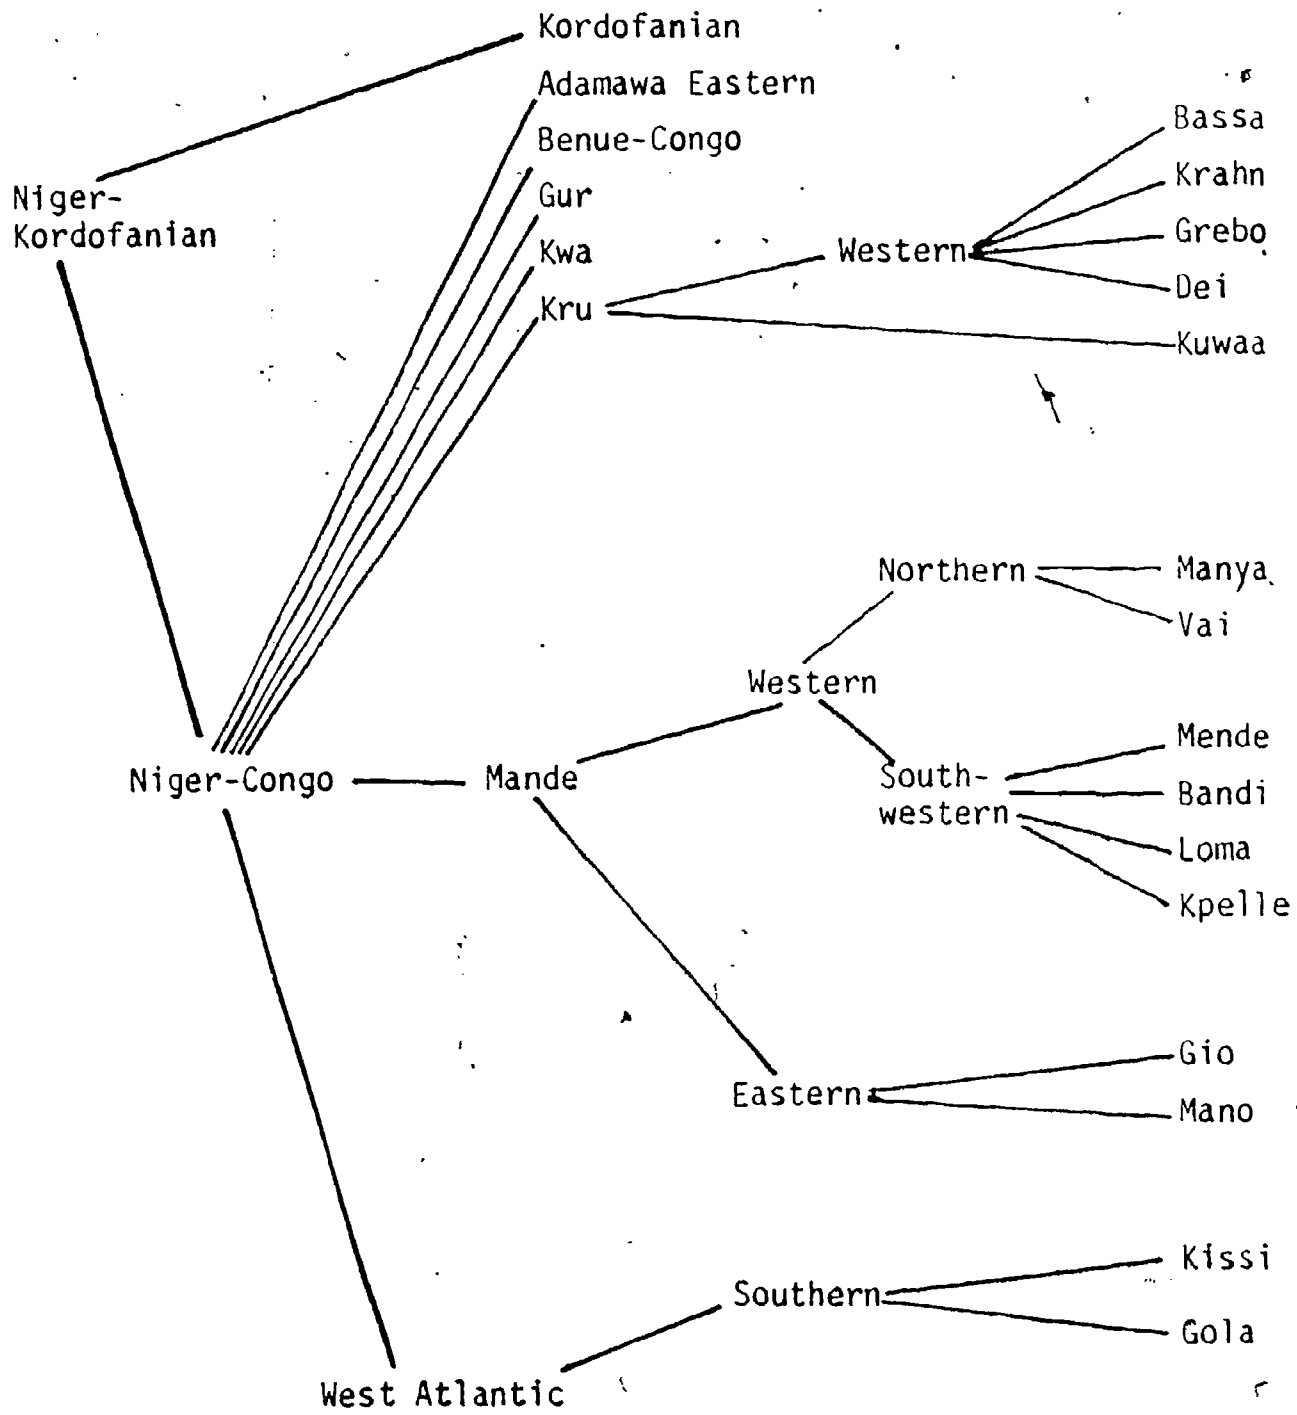 Kordofanian
Adamawa Eastern
Benue-Congo
Gur
Kwa
Kru
Niger-
Kordofanian
Western
Bassa
Krahn
Grebo
Dei
Kuwaa
Northern
Manya
Vai
Western
Niger-Congo
Mande
South-
western
Mende
Bandi
Loma
Kpelle
Eastern
Gio
Mano
Southern
Kissi
Gola
West Atlantic